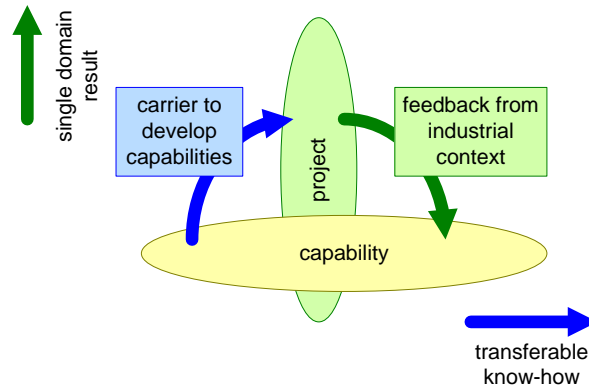 single domain
result
carrier to
develop
capabilities
project
feedback from
industrial
context
capability
transferable
know-how